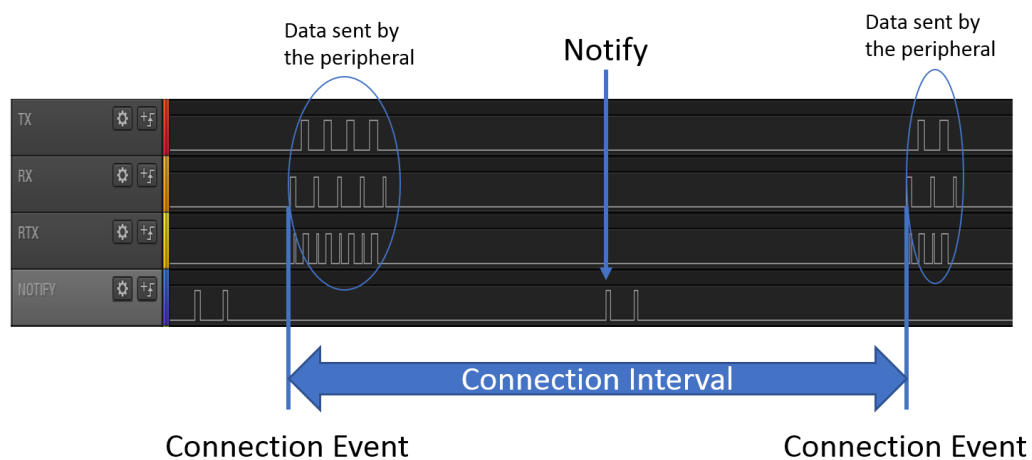 Data sent by
the peripheral
Notify
Data sent by
the peripheral
TX
RX
RTX
NOTIFY
Connection Interval
Connection Event
Connection Event